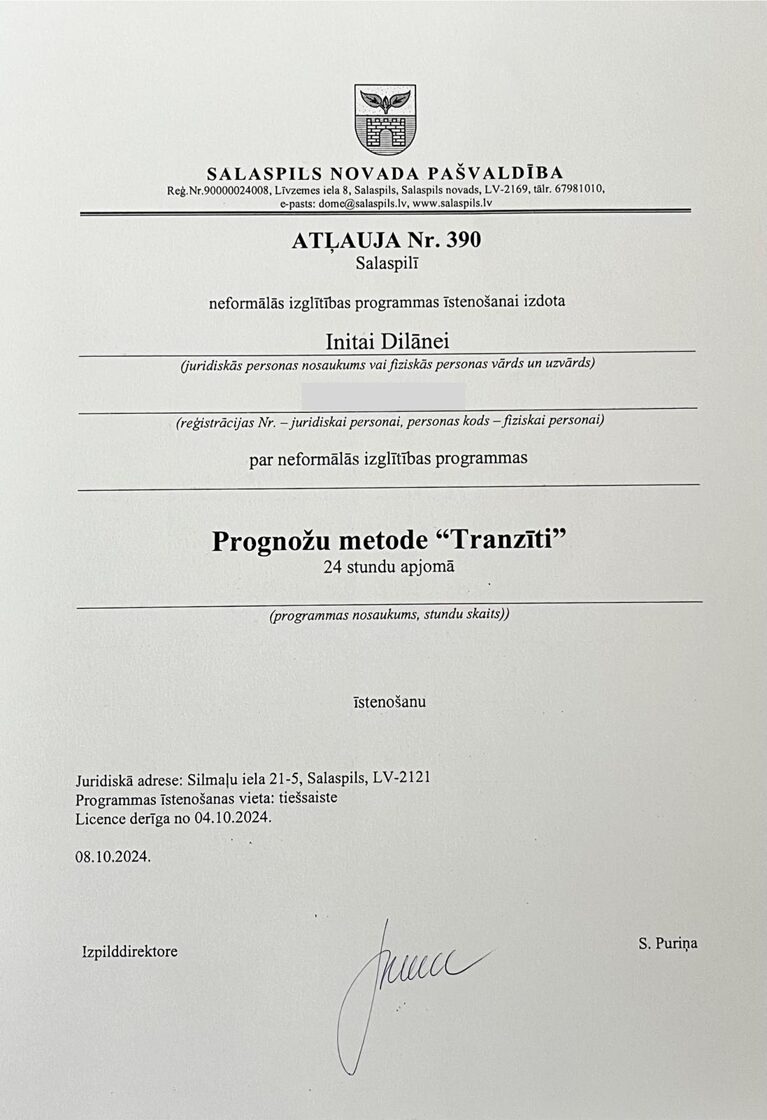 SALASPILS NOVADA PAŠVALDĪBA
Reģ.Nr.90000024008, Līvzemes iela 8, Salaspils, Salaspils novads, LV-2169, tālr. 67981010,
e-pasts: dome@salaspils.lv, www.salaspils.lv
ATĻAUJA Nr. 390
Salaspilī
neformālās izglītības programmas īstenošanai izdota
Initai Dilānei
(juridiskās personas nosaukums vai fiziskās personas vārds un uzvārds)
(reģistrācijas Nr. – juridiskai personai, personas kods – fiziskai personai)
par neformālās izglītības programmas
Prognožu metode “Tranzīti”
24 stundu apjomā
(programmas nosaukums, stundu skaits))
īstenošanu
Juridiskā adrese: Silmaļu iela 21-5, Salaspils, LV-2121
Programmas īstenošanas vieta: tiešsaiste
Licence derīga no 04.10.2024.
08.10.2024.
Izpilddirektore
S. Puriņa